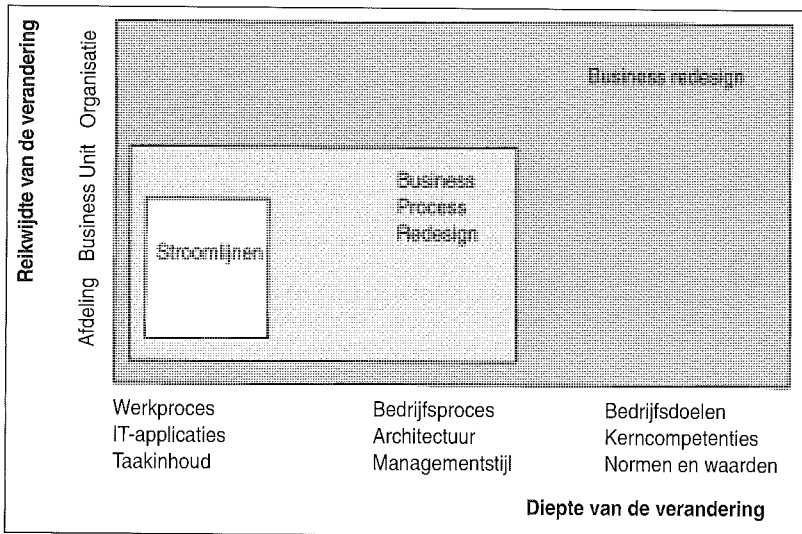 Reikwijdte van de verandering
Afdeling Business Unit Organisatie
Business redesign
Business
Process
Redesign
Stroomlijnen
Werkproces
IT-applicaties
Taakinhoud
Bedrijfsproces
Architectuur
Managementstijl
Bedrijfsdoelen
Kerncompetenties
Normen en waarden
Diepte van de verandering